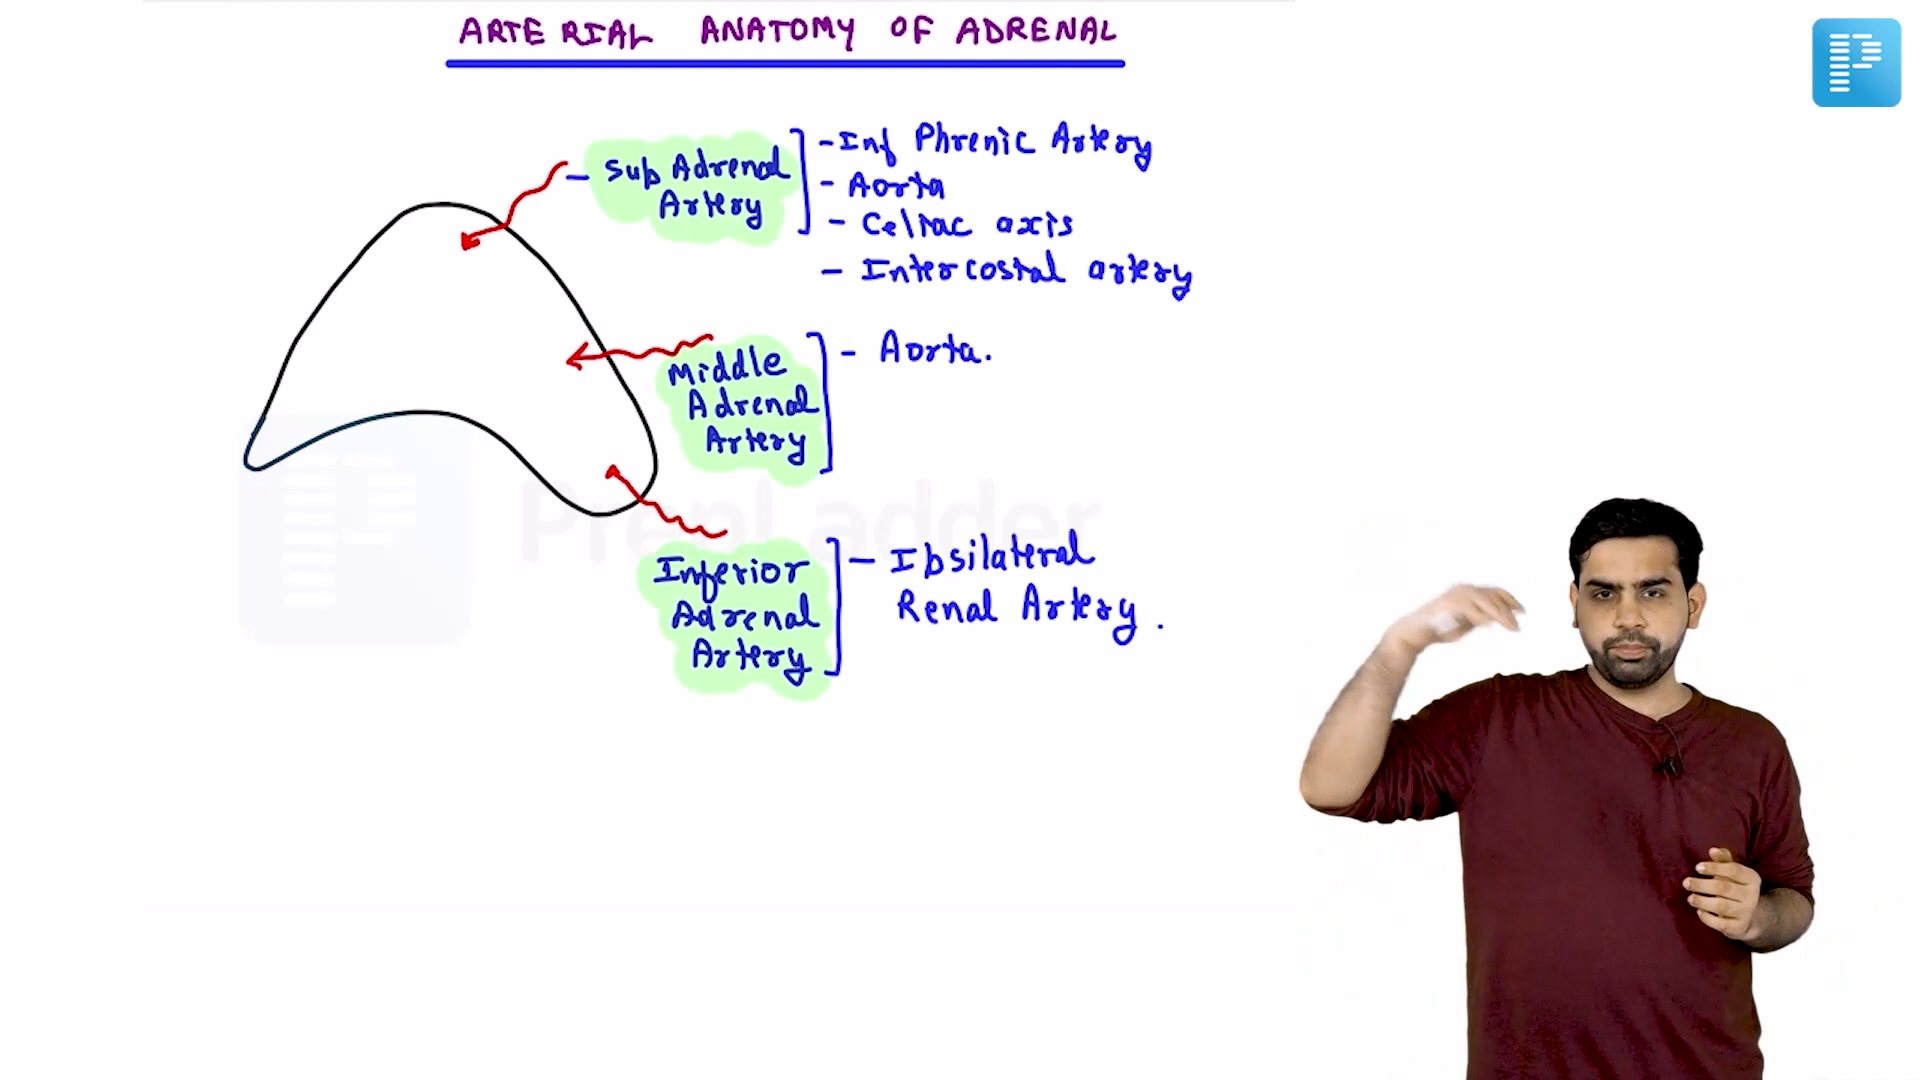 ARTERIAL ANATOMY OF ADRENAL
- Sup Adrenal
Artery
- Inf Phrenic Artery
- Aorta
- Celiac axis
- Intercostal artery
Middle
Adrenal
Artery
- Aorta.
PrepLadder
Inferior
Adrenal
Artery
- Ipsilateral
Renal Artery.